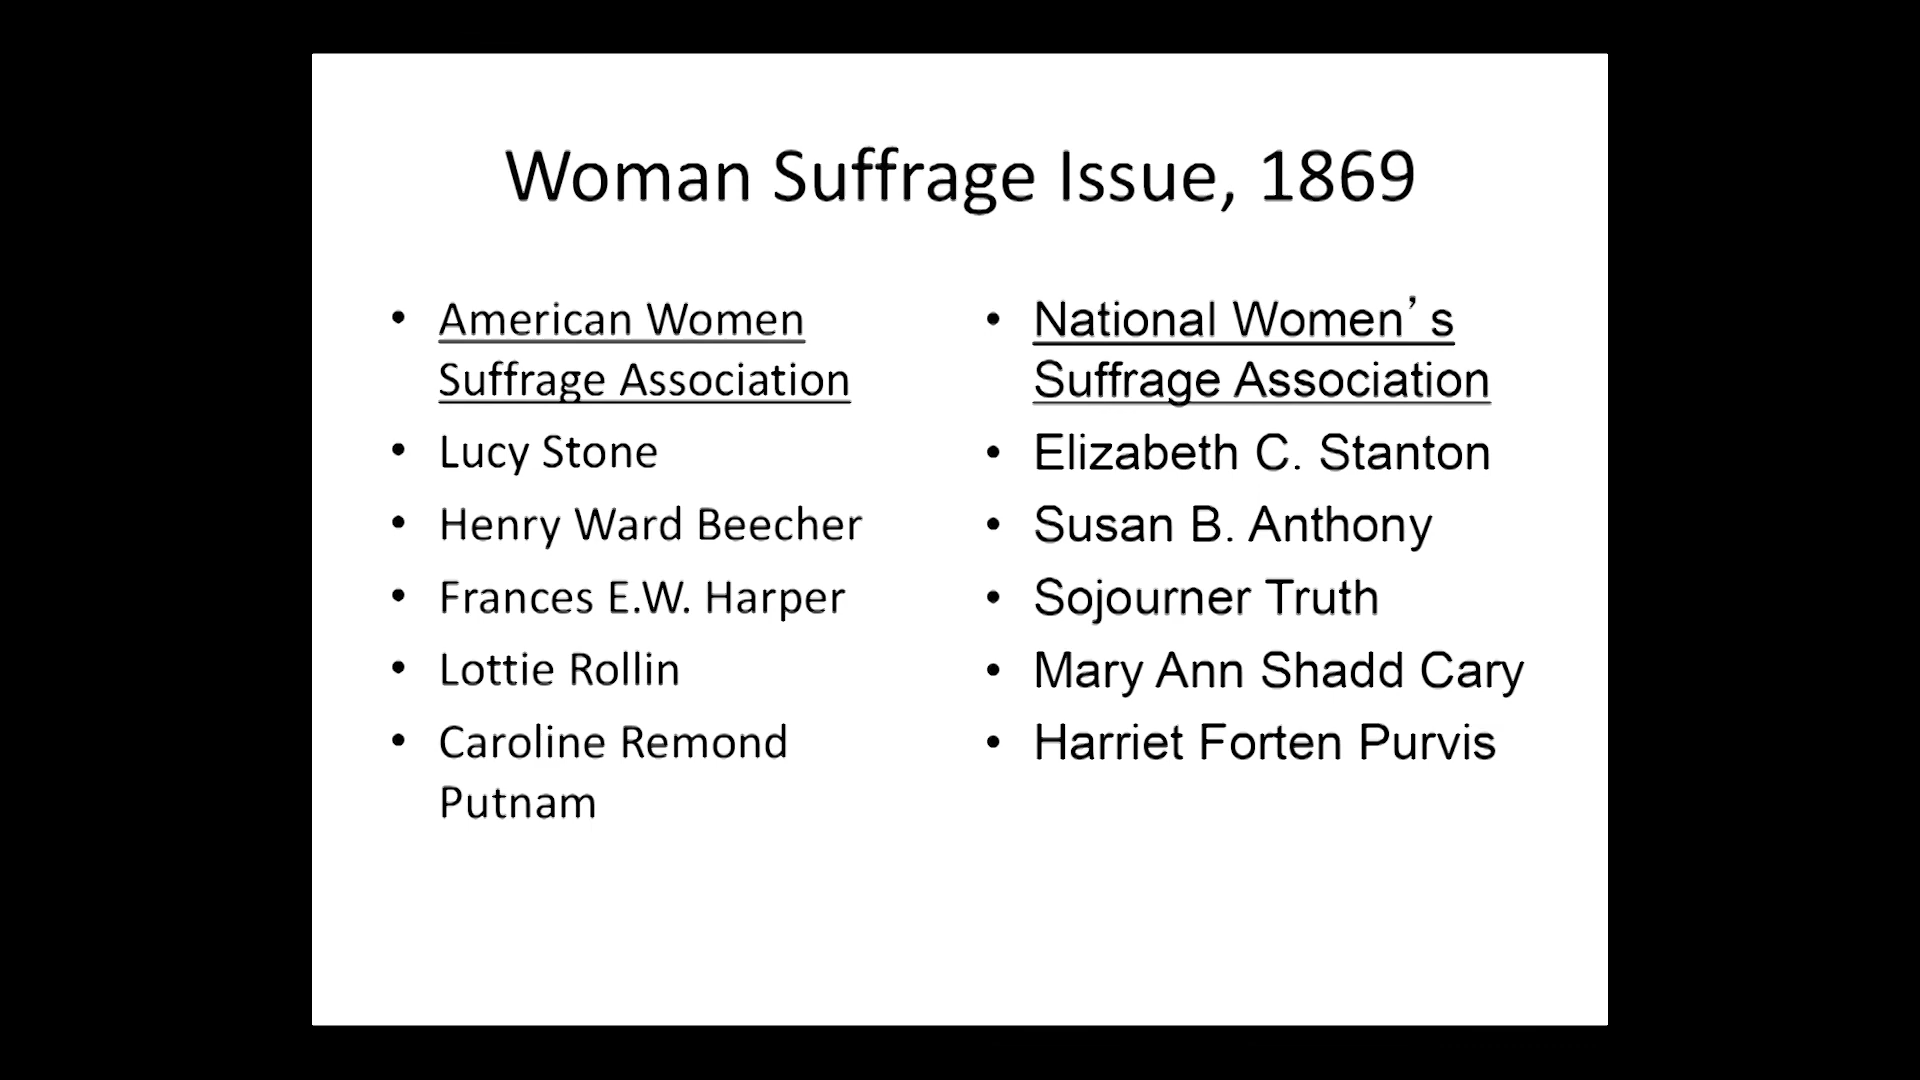 Woman Suffrage Issue, 1869
• American Women
Suffrage Association
• Lucy Stone
• Henry Ward Beecher
• Frances E.W. Harper
• Lottie Rollin
• Caroline Remond
Putnam
• National Women’s
Suffrage Association
• Elizabeth C. Stanton
• Susan B. Anthony
• Sojourner Truth
• Mary Ann Shadd Cary
• Harriet Forten Purvis